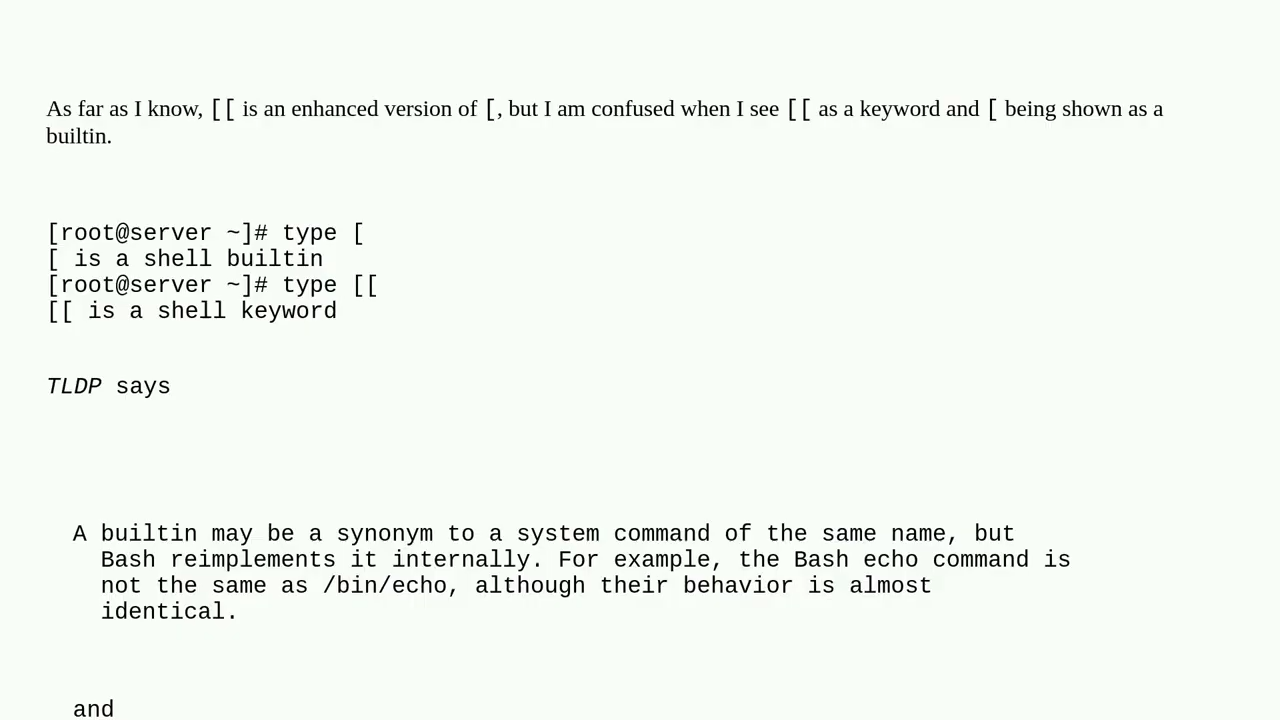 As far as I know, [[ is an enhanced version of [, but I am confused when I see [[ as a keyword and [ being shown as a
builtin.
[root@server ~]# type [
[ is a shell builtin
[root@server ~]# type [[
[[ is a shell keyword
TLDP says
A builtin may be a synonym to a system command of the same name, but
Bash reimplements it internally. For example, the Bash echo command is
not the same as /bin/echo, although their behavior is almost
identical.
and